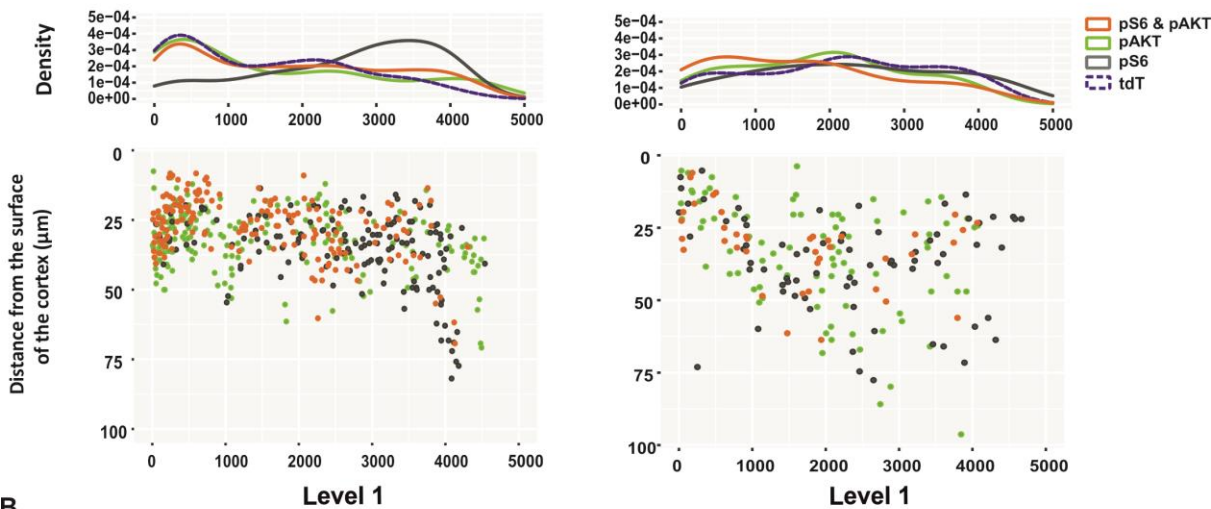 5e−04
4e−04
3e−04
2e−04
1e−04
0e+00
Density
0 1000 2000 3000 4000 5000
5e−04
4e−04
3e−04
2e−04
1e−04
0e+00
0 1000 2000 3000 4000 5000
pS6 & pAKT
pAKT
pS6
tdT
Distance from the surface
of the cortex (μm)
0
25
50
75
100
0 1000 2000 3000 4000 5000
Level 1
0
25
50
75
100
0 1000 2000 3000 4000 5000
Level 1
B